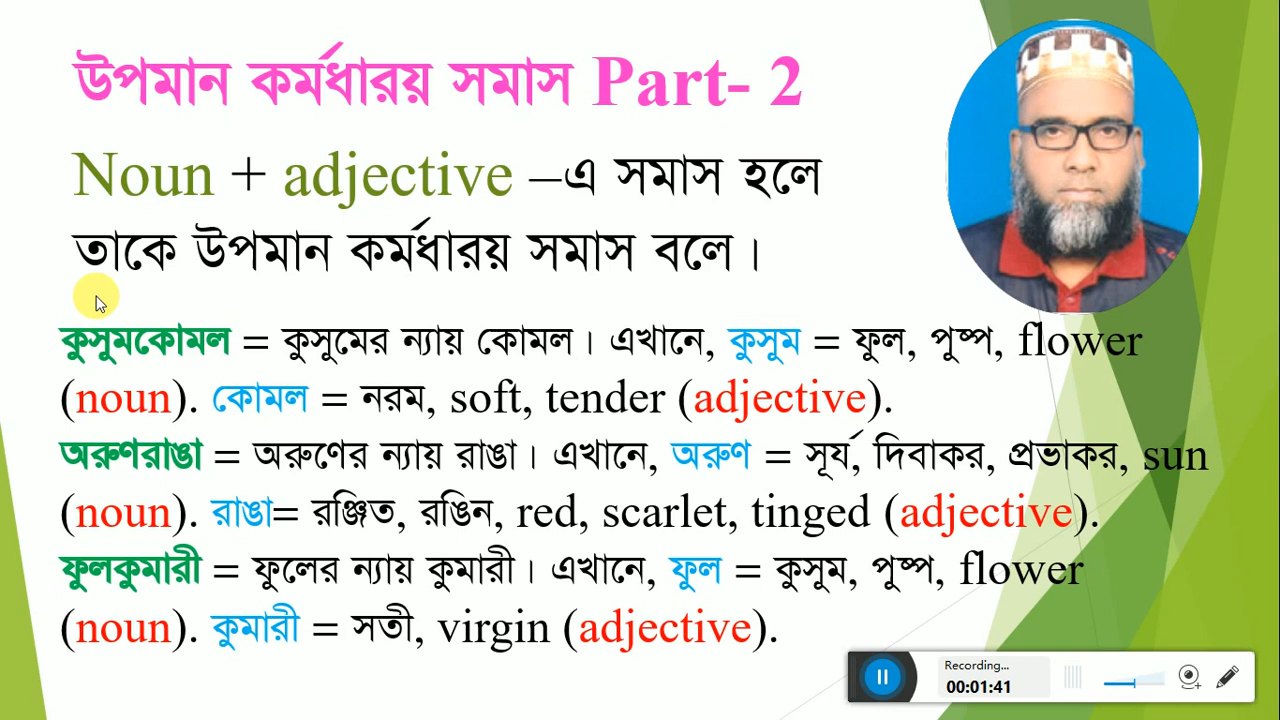 উপমান কর্মধারয় সমাস Part- 2
Noun + adjective –এ সমাস হলে
তাকে উপমান কর্মধারয় সমাস বলে।
কুসুমকোমল = কুসুমের ন্যায় কোমল। এখানে, কুসুম = ফুল, পুষ্প, flower
(noun). কোমল = নরম, soft, tender (adjective).
অরুণরাঙা = অরুণের ন্যায় রাঙা। এখানে, অরুণ = সূর্য, দিবাকর, প্রভাকর, sun
(noun). রাঙা= রঞ্জিত, রঙিন, red, scarlet, tinged (adjective).
ফুলকুমারী = ফুলের ন্যায় কুমারী। এখানে, ফুল = কুসুম, পুষ্প, flower
(noun). কুমারী = সতী, virgin (adjective).
Recording...
00:01:41